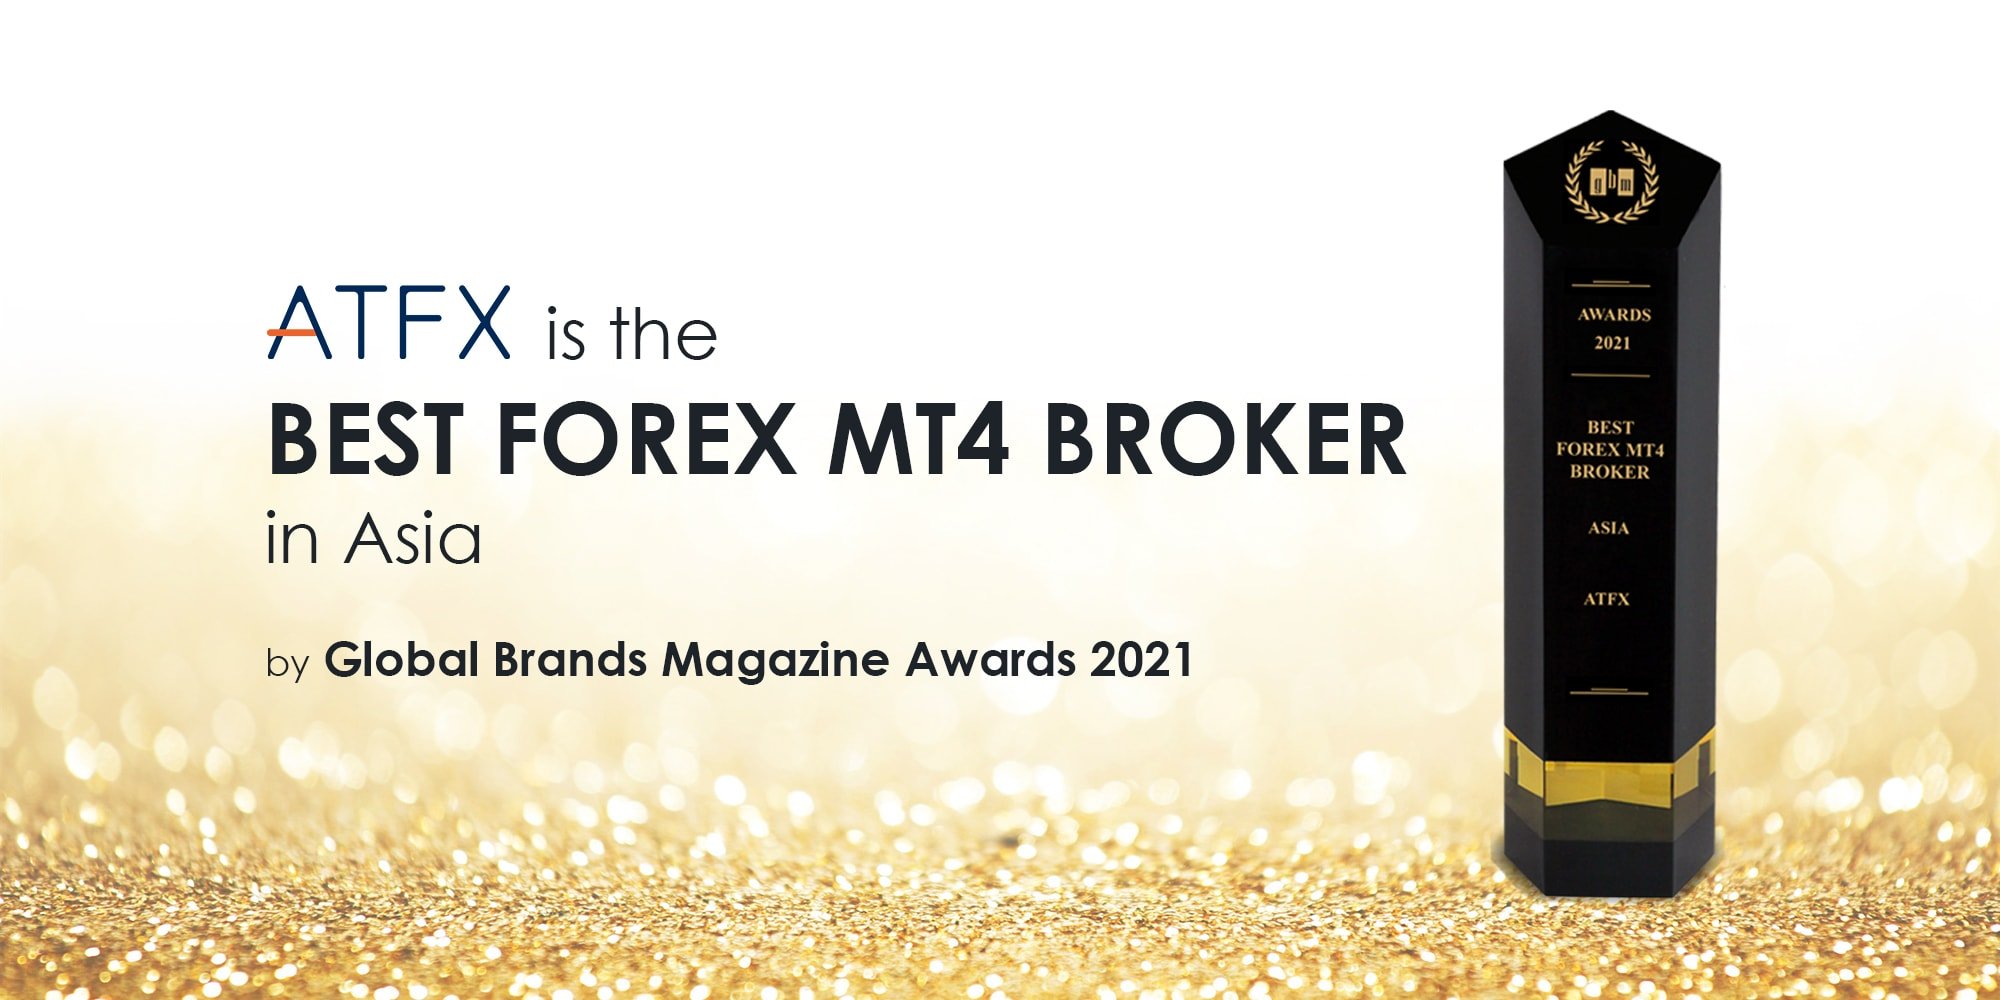 ATFX is the
BEST FOREX MT4 BROKER
in Asia
by Global Brands Magazine Awards 2021
gbm
AWARDS
2021
BEST
FOREX MT4
BROKER
ASIA
ATFX